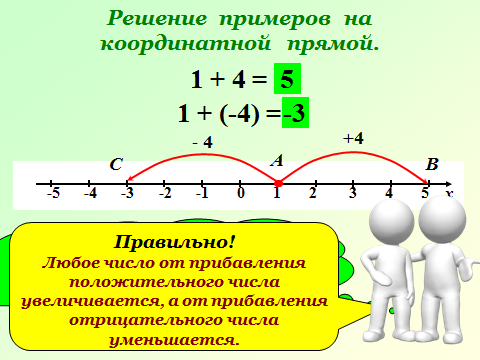 Решение примеров на
координатной прямой.
1 + 4 = 5
1 + (-4) = -3
- 4 +4
C A B
-5 -4 -3 -2 -1 0 1 2 3 4 5 x
Правильно!
Любое число от прибавления
положительного числа
увеличивается, а от прибавления
отрицательного числа
уменьшается.